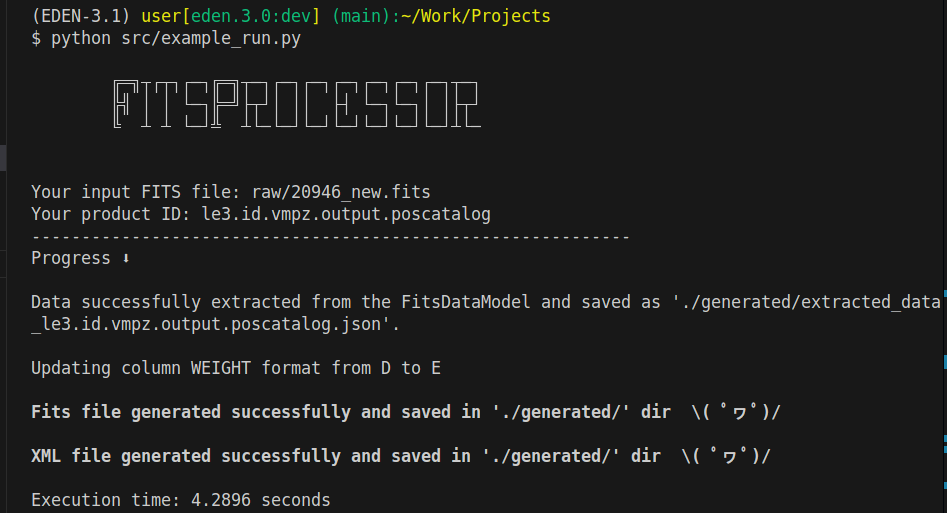 (EDEN-3.1) user[eden.3.0:dev] (main):~/Work/Projects
$ python src/example_run.py
FITSPROCESSOR
Your input FITS file: raw/20946_new.fits
Your product ID: le3.id.vmpz.output.poscatalog
------------------------------------------------------------
Progress ⬇
Data successfully extracted from the FitsDataModel and saved as './generated/extracted_data
_le3.id.vmpz.output.poscatalog.json'.
Updating column WEIGHT format from D to E
Fits file generated successfully and saved in './generated/' dir  \( ﾟヮﾟ)/
XML file generated successfully and saved in './generated/' dir  \( ﾟヮﾟ)/
Execution time: 4.2896 seconds